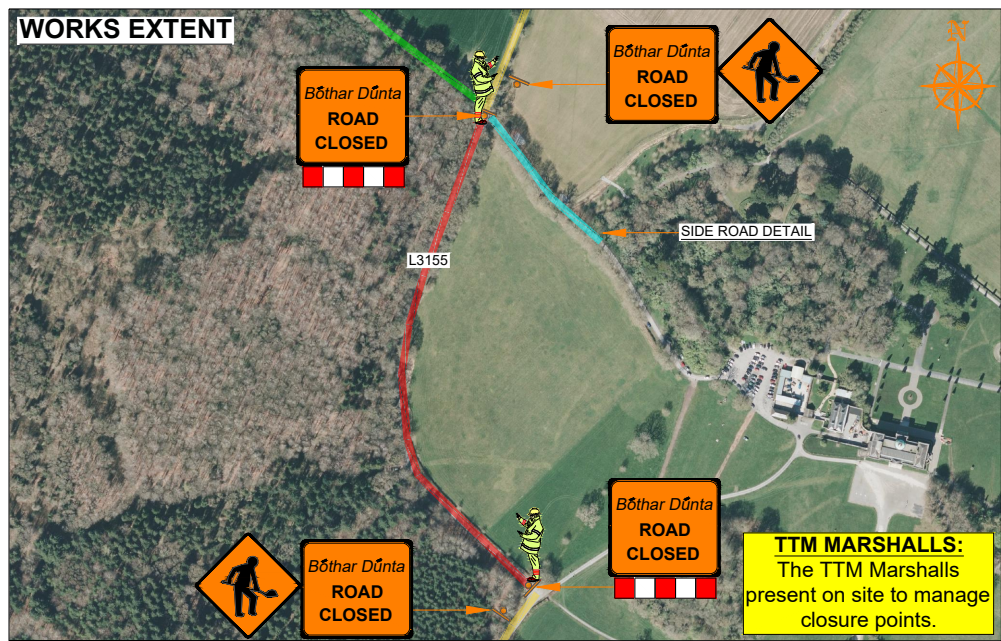 WORKS EXTENT
Bóthar Dúnta
ROAD
CLOSED
Bóthar Dúnta
ROAD
CLOSED
N
SIDE ROAD DETAIL
L3155
Bóthar Dúnta
ROAD
CLOSED
Bóthar Dúnta
ROAD
CLOSED
TTM MARSHALLS:
The TTM Marshalls
present on site to manage
closure points.